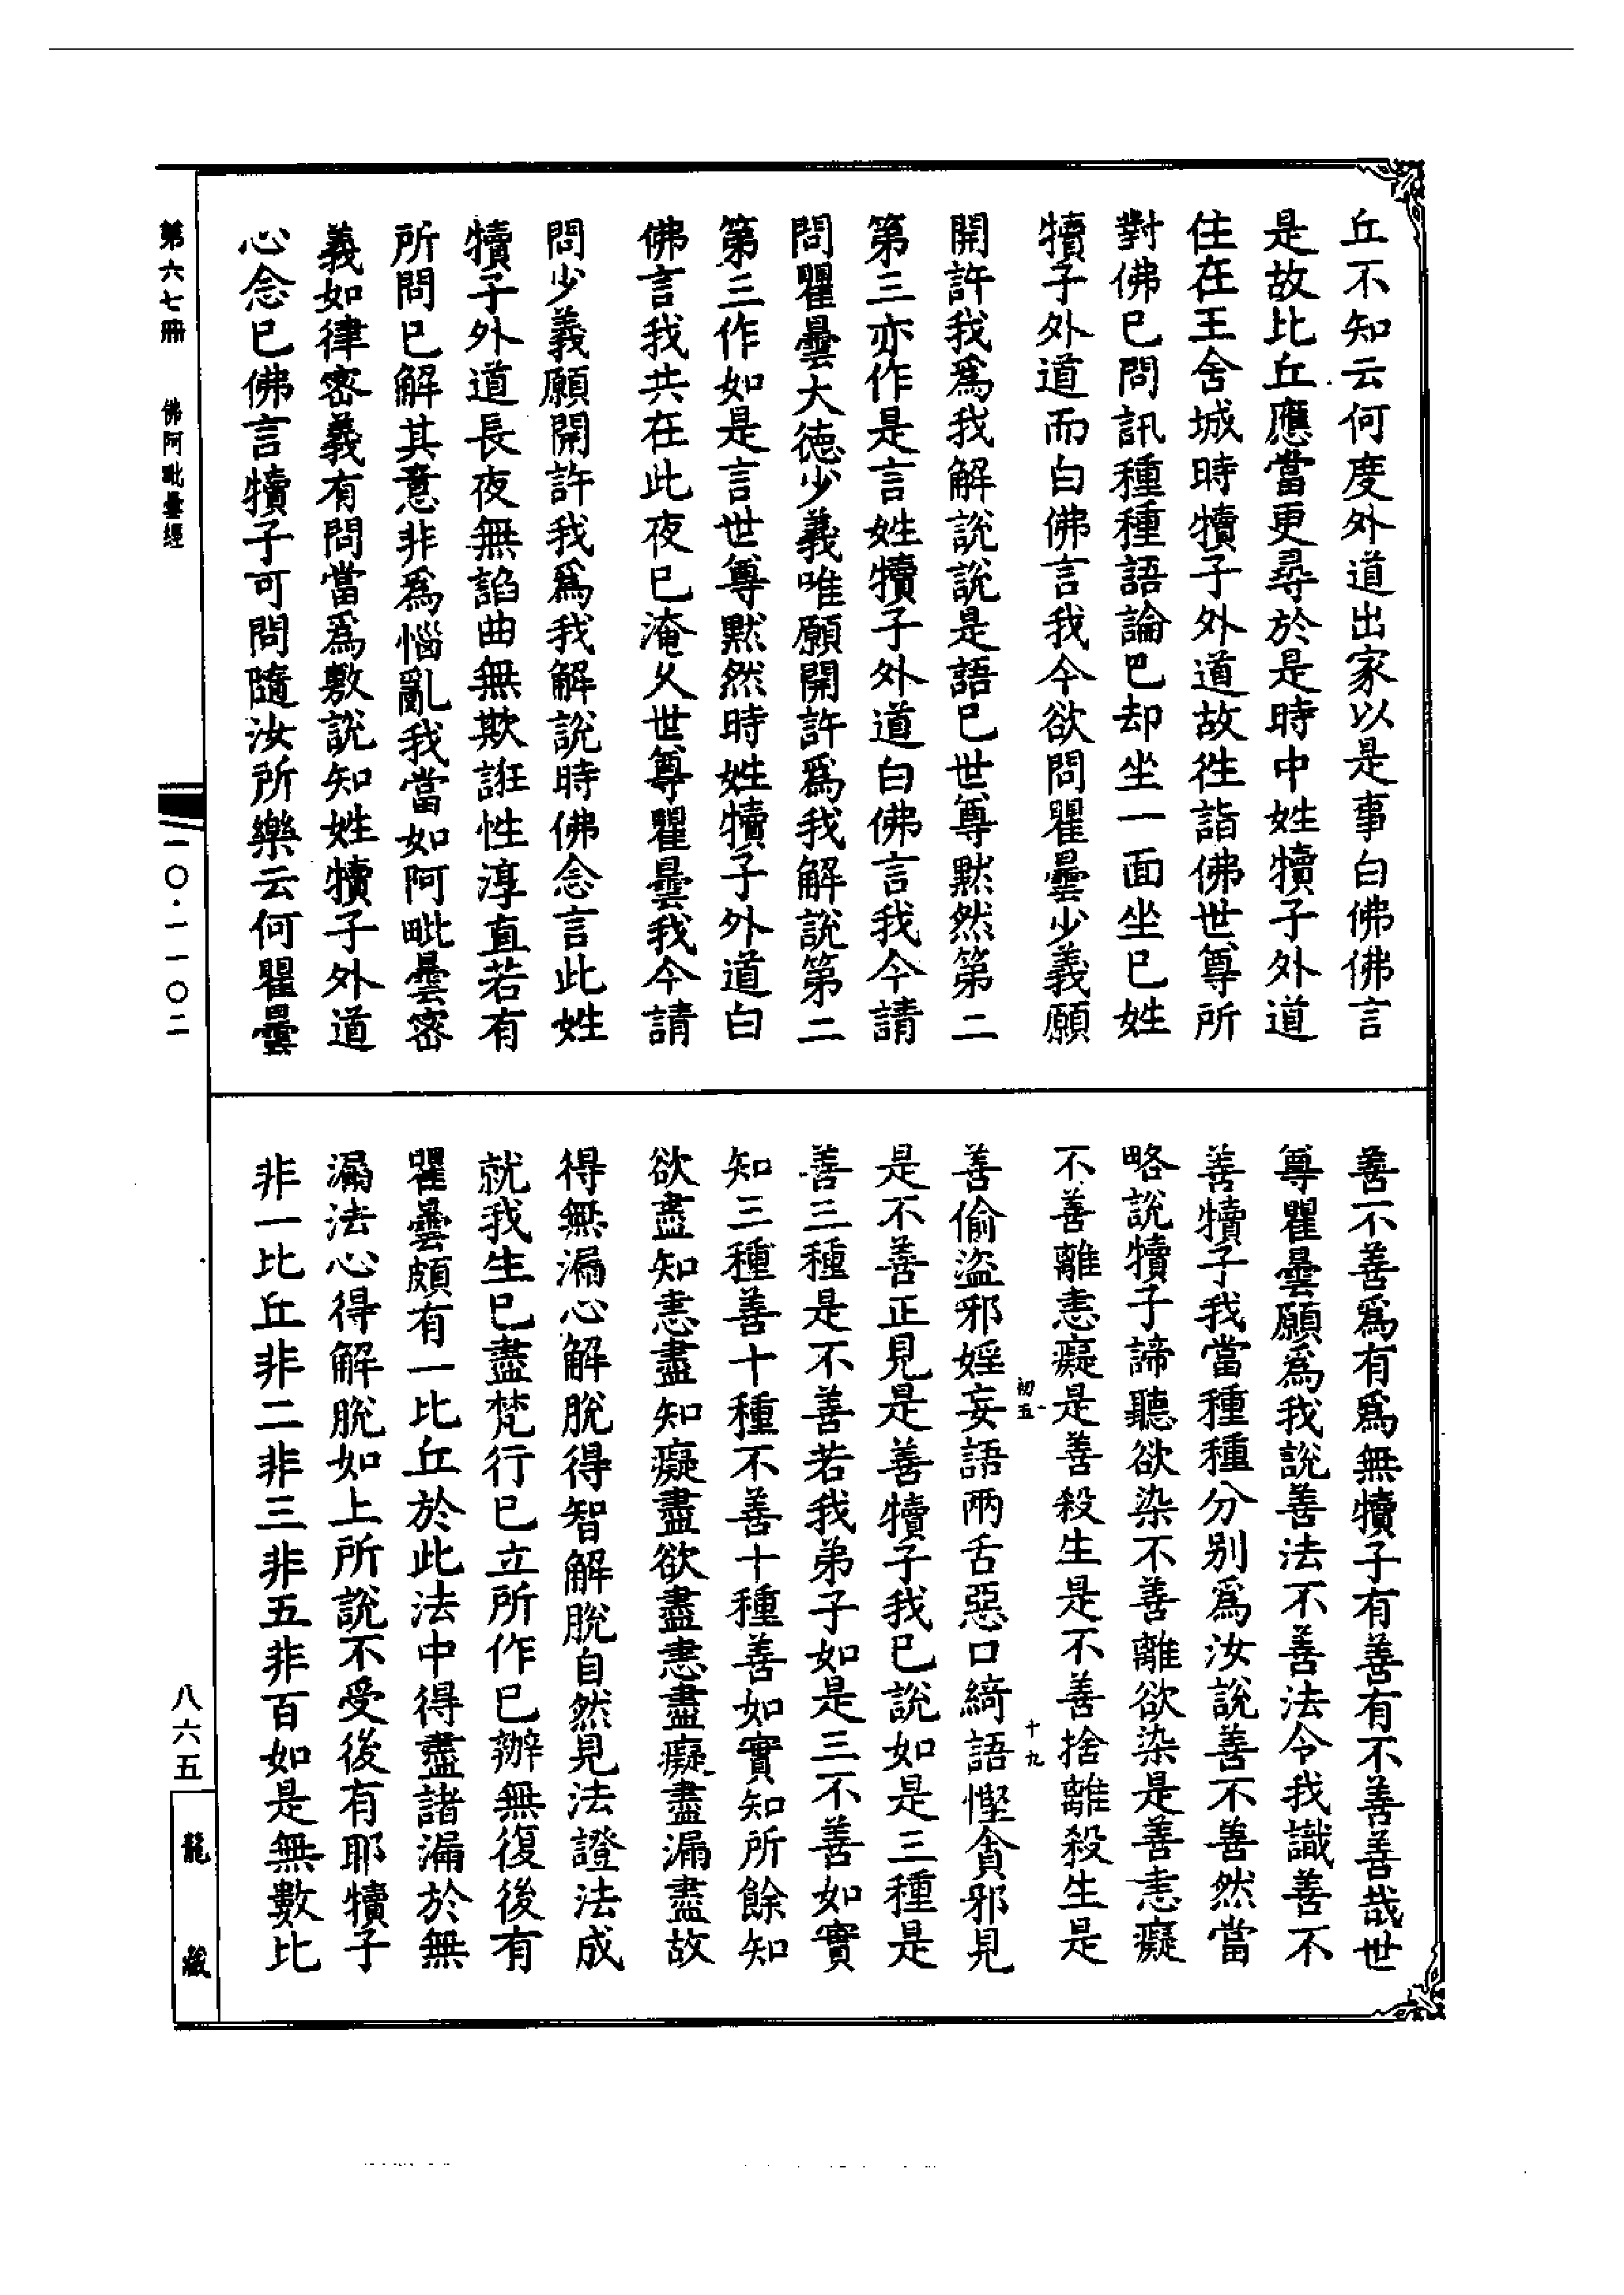 丘不知云何度外道出家以是事白佛佛言
是故比丘應當更尋於是時中姓犢子外道
住在王舍城時犢子外道故徃詣佛世尊所
對佛已問訊種種語論已却坐一面坐已姓
犢子外道而白佛言我今欲問瞿曇少義願
開許我爲我解說說是語已世尊默然第二
第三亦作是言姓犢子外道白佛言我今請
問瞿曇大德少義唯願開許爲我解說第二
第三作如是言世尊默然時姓犢子外道白
佛言我共在此夜已淹久世尊瞿曇我今請
問少義願開許我爲我解說時佛念言此姓
犢子外道長夜無諂曲無欺誑性淳直若有
所問已解其意非爲惱亂我當如阿毗曇密
義如律密義有問當爲敷說知姓犢子外道
心念已佛言犢子可問隨汝所樂云何瞿曇
善不善爲有爲無犢子有善有不善善哉世
尊瞿曇願爲我說善法不善法令我識善不
善犢子我當種種分別爲汝說善不善然當
略說犢子諦聽欲染不善離欲染是善恚癡
不善離恚癡是善殺生是不善捨離殺生是
初五一
十九
善偷盜邪婬妄語兩舌惡口綺語慳貪邪見
是不善正見是善犢子我已說如是三種是
善三種是不善若我弟子如是三不善如實
知三種善十種不善十種善如實知所餘知
欲盡知恚盡知癡盡欲盡恚盡癡盡漏盡故
得無漏心解脫得智解脫自然見法證法成
就我生已盡梵行已立所作已辦無復後有
瞿曇頗有一比丘於此法中得盡諸漏於無
漏法心得解脫如上所說不受後有耶犢子
非一比丘非二非三非五非百如是無數比
第六七冊 佛阿毗曇經
一〇·一一〇二
八六五
龍藏